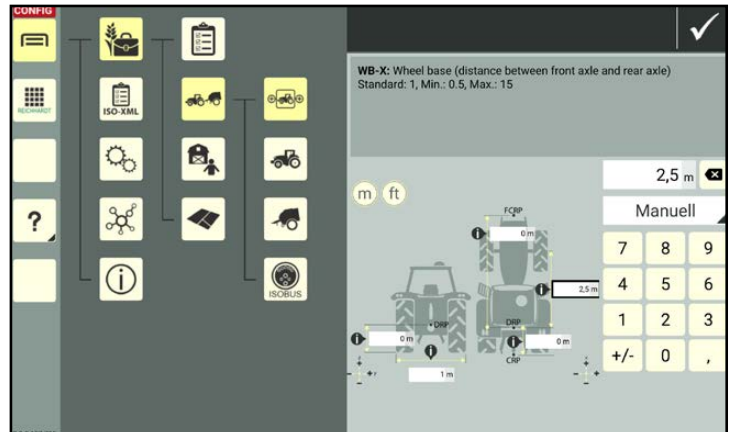 CONFIG
REICHHARDT
ISO-XML
?
ISOBUS
WB-X: Wheel base (distance between front axle and rear axle)
Standard: 1, Min.: 0.5, Max.: 15
m ft
2,5 m
Manuell
7 8 9
4 5 6
1 2 3
+/- 0 ,
FCRP
0 m
2,5 m
DRP
DRP
0 m
0 m
CRP
1 m